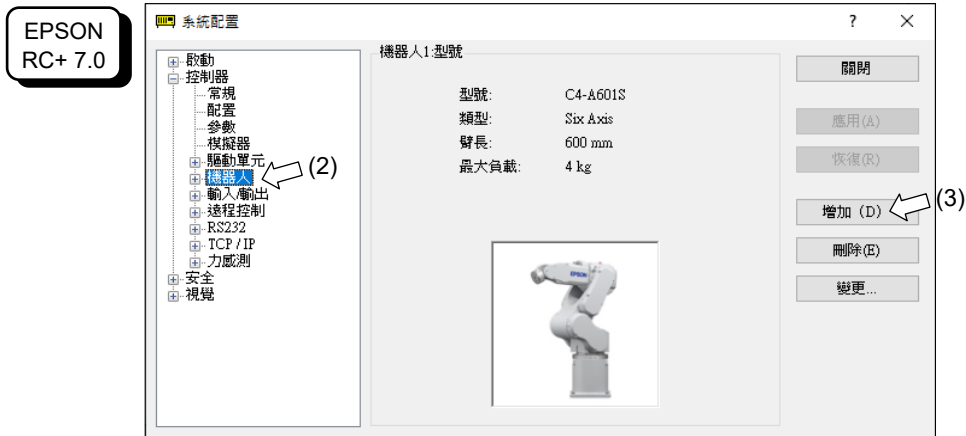 EPSON
RC+ 7.0
系統配置
啟動
控制器
常規
配置
參數
模擬器
驅動單元
機器人
(2)
輸入/輸出
遠程控制
RS232
TCP / IP
力感測
安全
視覺
機器人1:型號
型號: C4-A601S
類型: Six Axis
臂長: 600 mm
最大負載: 4 kg
EPSON
關閉
應用(A)
恢復(R)
增加 (D)
(3)
刪除(E)
變更...